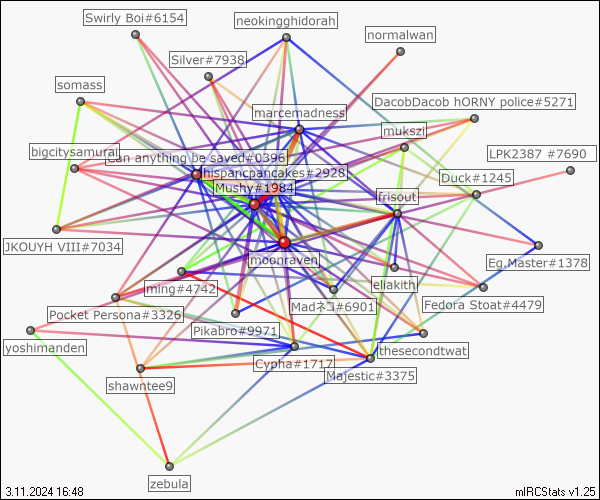 Swirly Boi#6154
neokingghidorah
normalwan
Silver#7938
somass
marcemadness
DacobDacob hORNY police#5271
mukszi
bigcitysamurai
Can anything be saved#0396
LPK2387 #7690
hispanicpancakes#2928
Duck#1245
Mushy#1984
frisout
JKOUYH VIII#7034
moonraven
Eg.Master#1378
ming#4742
eliakith
MadネコI#6901
Fedora Stoat#4479
Pocket Persona#3326
Pikabro#9971
yoshimanden
thesecondtwat
Cypha#1717
Majestic#3375
shawntee9
zebula
3.11.2024 16:48
mIRCStats v1.25